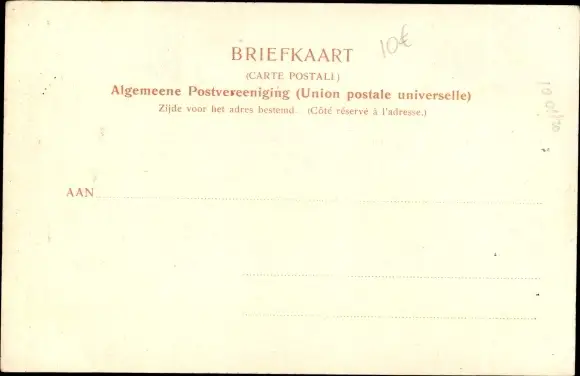 BRIEFKAART
(CARTE POSTALE)
Algemeene Postvereeniging (Union postale universelle)
Zijde voor het adres bestemd. (Côté réservé à l'adresse.)
AAN
10€